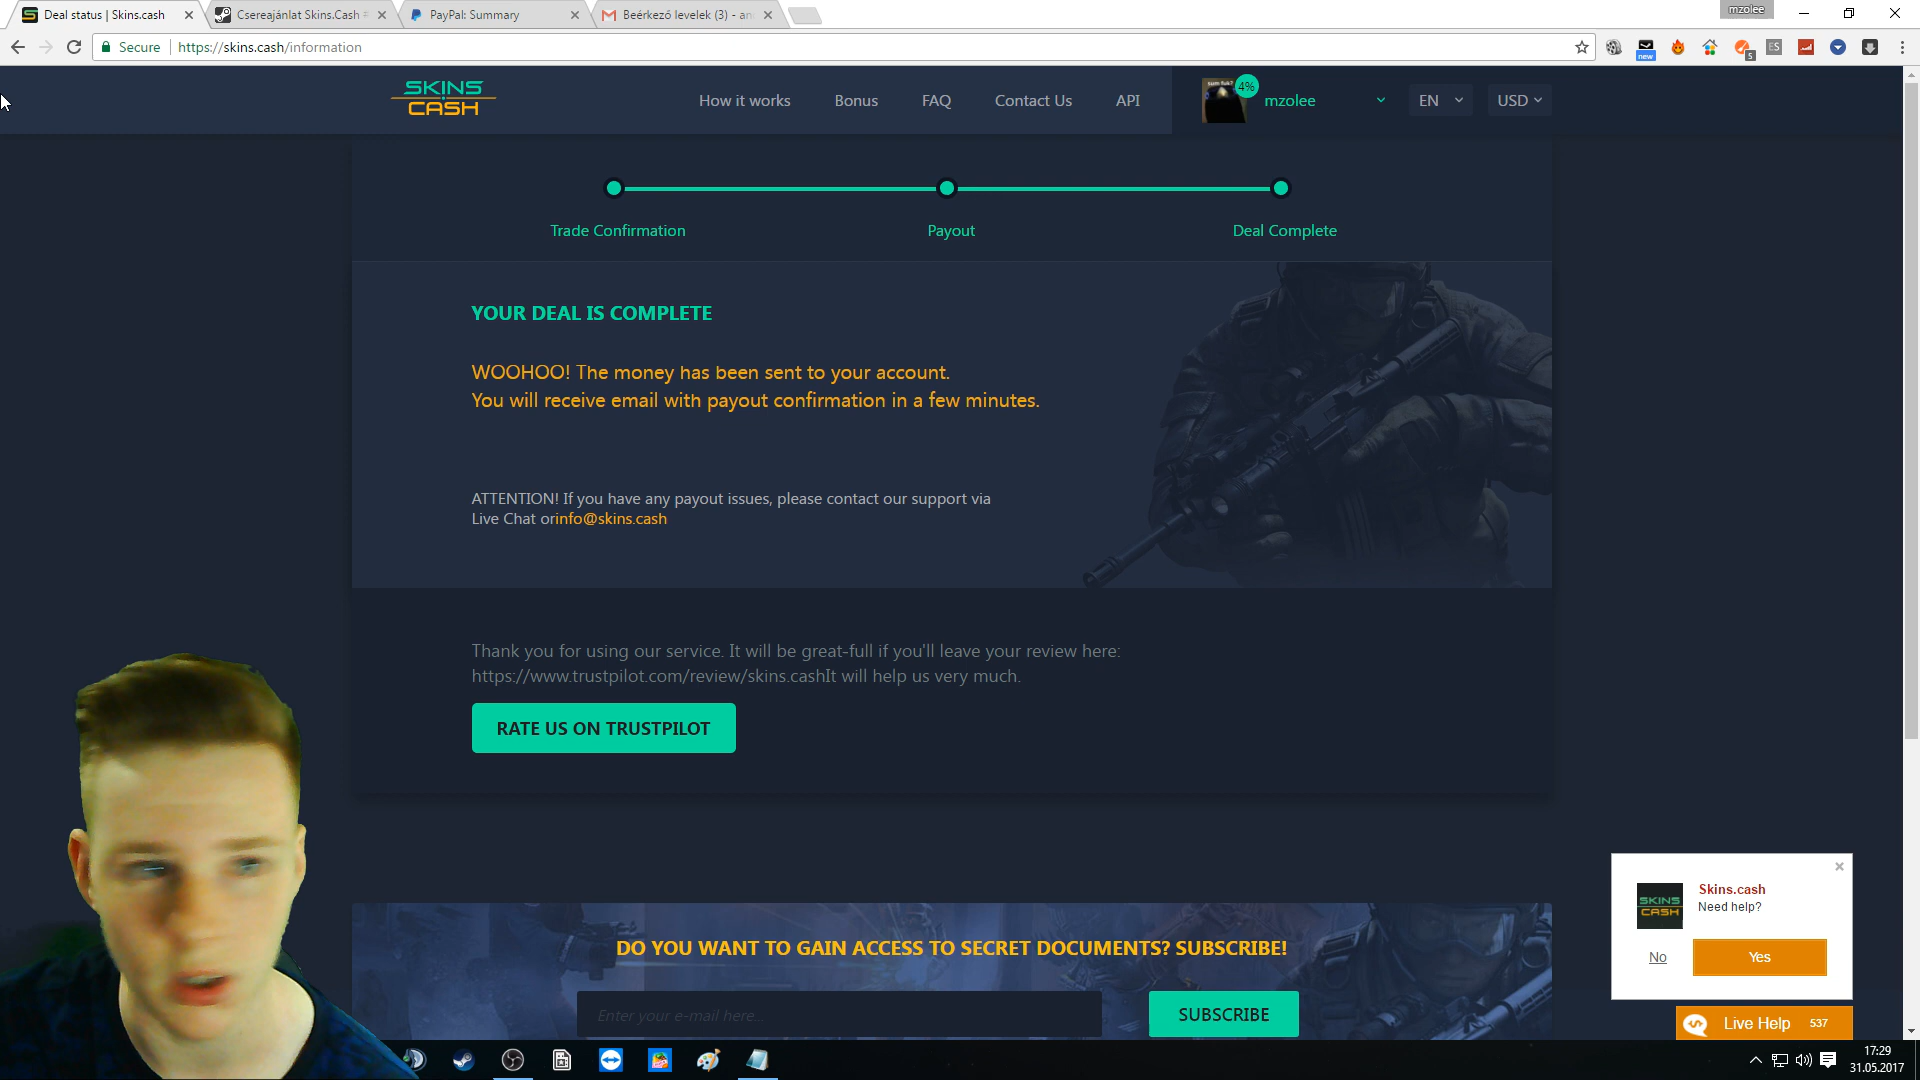 Deal status | Skins.cash
Csereajánlat Skins.Cash
PayPal: Summary
Beérkező levelek (3) - an
mzolee
Secure
https://skins.cash/information
new
5
ES
SKINS
CASH
How it works
Bonus
FAQ
Contact Us
API
4%
mzolee
EN
USD
Trade Confirmation
Payout
Deal Complete
YOUR DEAL IS COMPLETE
WOOHOO! The money has been sent to your account.
You will receive email with payout confirmation in a few minutes.
ATTENTION! If you have any payout issues, please contact our support via
Live Chat orinfo@skins.cash
Thank you for using our service. It will be great-full if you'll leave your review here:
https://www.trustpilot.com/review/skins.cashIt will help us very much.
RATE US ON TRUSTPILOT
SKINS
CASH
Skins.cash
Need help?
No
Yes
DO YOU WANT TO GAIN ACCESS TO SECRET DOCUMENTS? SUBSCRIBE!
Enter your e-mail here...
SUBSCRIBE
Live Help
537
17:29
31.05.2017